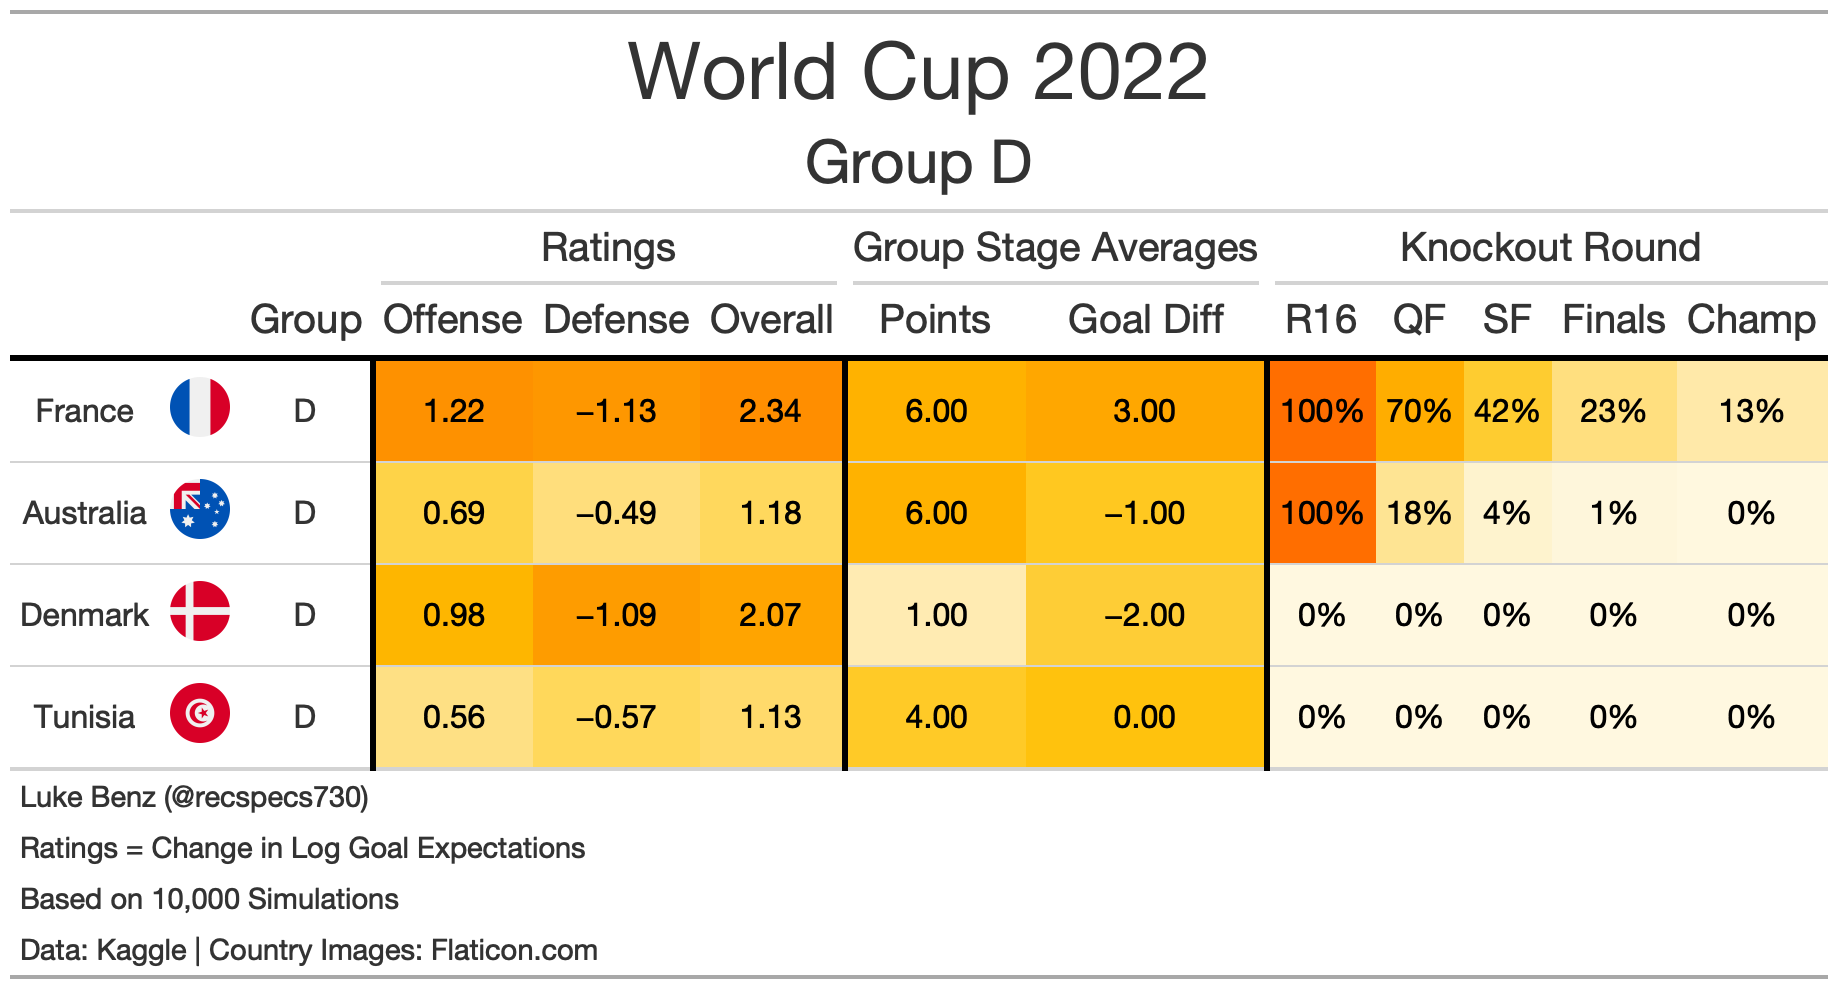 World Cup 2022
Group D
Ratings Group Stage Averages Knockout Round
Group Offense Defense Overall Points Goal Diff R16 QF SF Finals Champ
France D 1.22 −1.13 2.34 6.00 3.00 100% 70% 42% 23% 13%
Australia D 0.69 −0.49 1.18 6.00 −1.00 100% 18% 4% 1% 0%
Denmark D 0.98 −1.09 2.07 1.00 −2.00 0% 0% 0% 0% 0%
Tunisia D 0.56 −0.57 1.13 4.00 0.00 0% 0% 0% 0% 0%
Luke Benz (@recspecs730)
Ratings = Change in Log Goal Expectations
Based on 10,000 Simulations
Data: Kaggle | Country Images: Flaticon.com